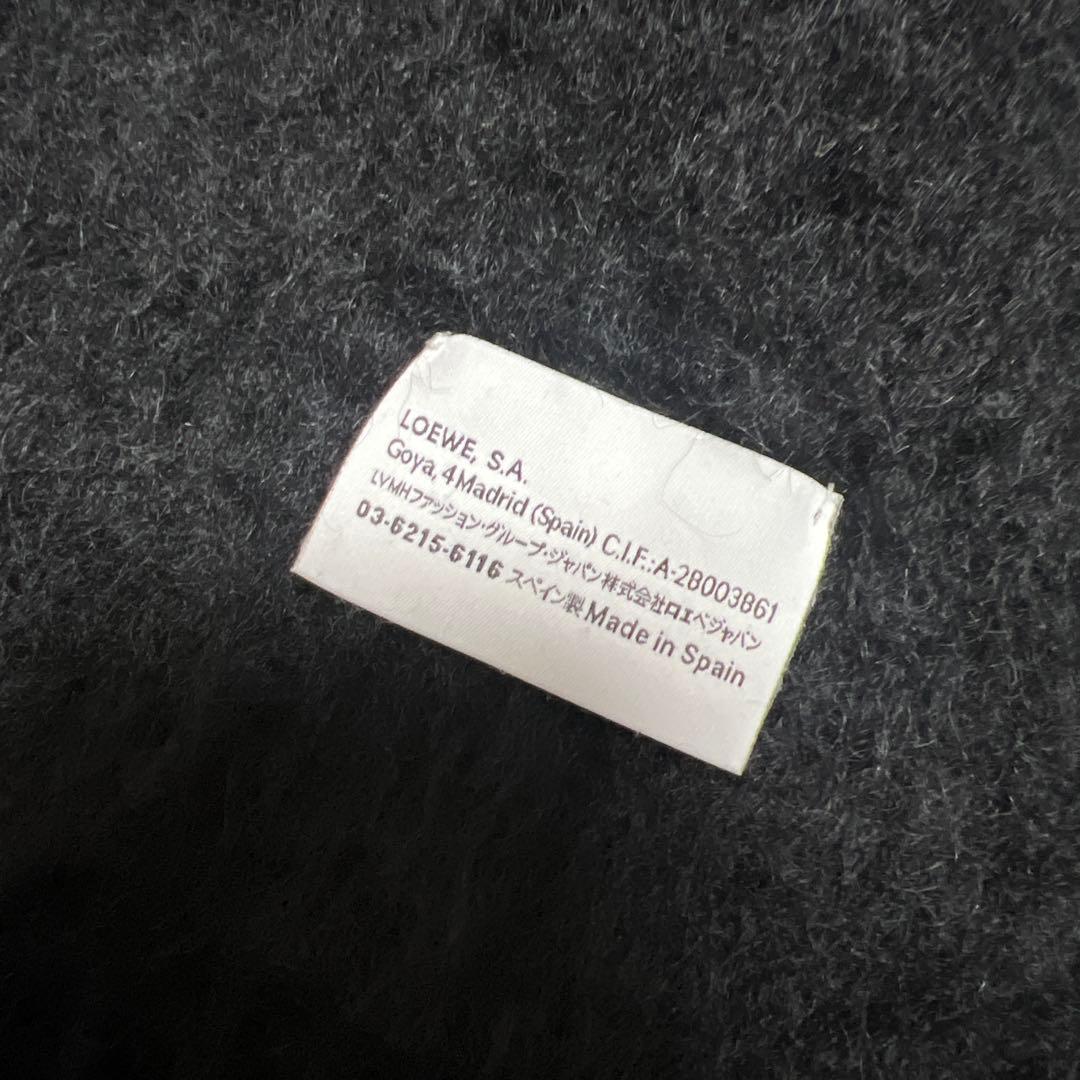 LOEWE, S.A.
Goya, 4 Madrid (Spain) C.I.F.:A-28003861
LVMHファッション・グループ・ジャパン株式会社ロエベジャパン
03-6215-6116 スペイン製 Made in Spain